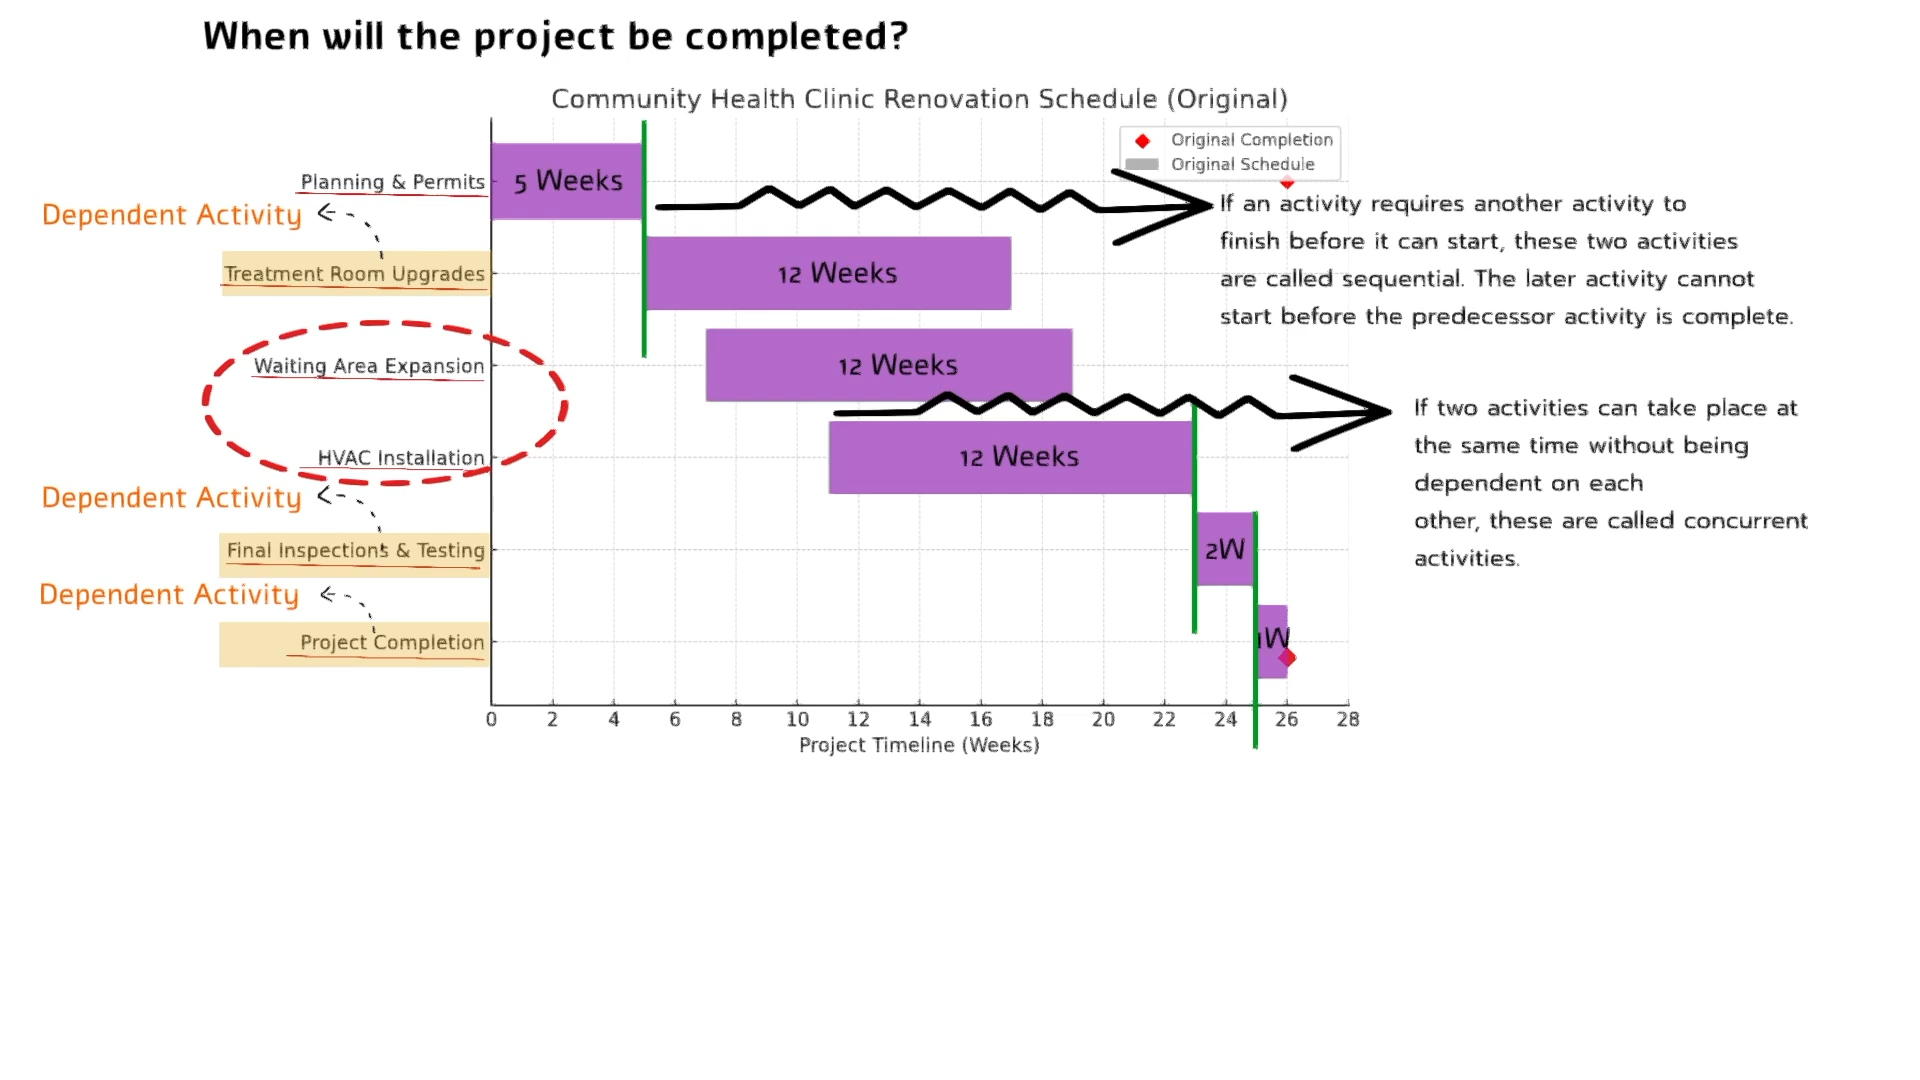 When will the project be completed?
Community Health Clinic Renovation Schedule (Original)
Original Completion
Original Schedule
Planning & Permits
5 Weeks
Dependent Activity
If an activity requires another activity to
finish before it can start, these two activities
are called sequential. The later activity cannot
start before the predecessor activity is complete.
Treatment Room Upgrades
12 Weeks
Waiting Area Expansion
12 Weeks
If two activities can take place at
the same time without being
dependent on each
other, these are called concurrent
activities.
HVAC Installation
12 Weeks
Dependent Activity
Final Inspections & Testing
2W
Dependent Activity
Project Completion
1W
0 2 4 6 8 10 12 14 16 18 20 22 24 26 28
Project Timeline (Weeks)